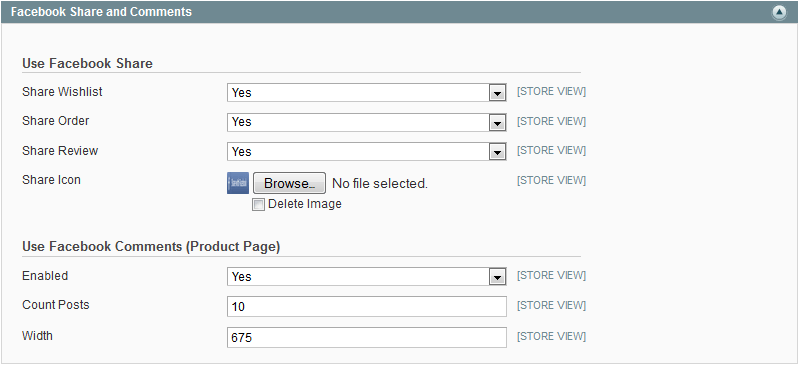 Facebook Share and Comments
Use Facebook Share
Share Wishlist Yes [STORE VIEW]
Share Order Yes [STORE VIEW]
Share Review Yes [STORE VIEW]
Share Icon Browse... No file selected. [STORE VIEW]
Delete Image
Use Facebook Comments (Product Page)
Enabled Yes [STORE VIEW]
Count Posts 10 [STORE VIEW]
Width 675 [STORE VIEW]